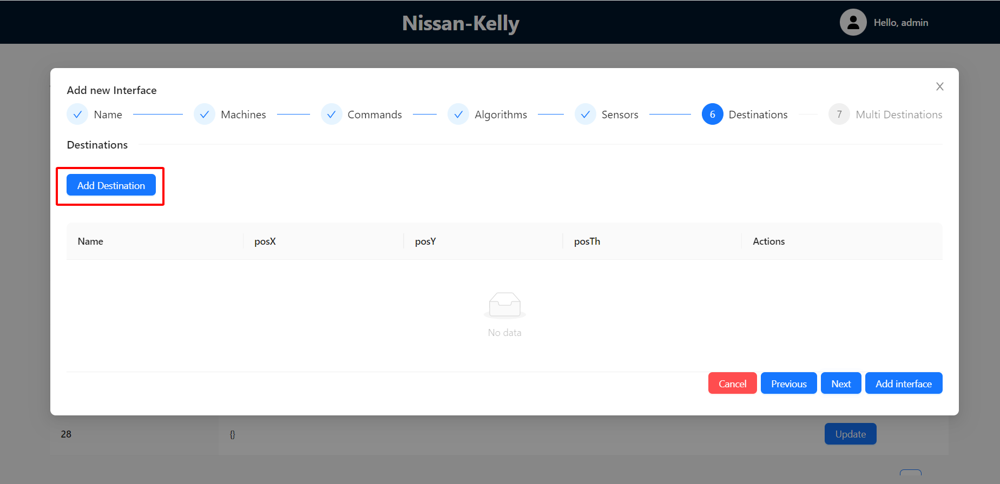 Nissan-Kelly
Hello, admin
Add new Interface
Name
Machines
Commands
Algorithms
Sensors
6 Destinations
7 Multi Destinations
Destinations
Add Destination
Name posX posY posTh Actions
No data
Cancel Previous Next Add interface
28 {} Update